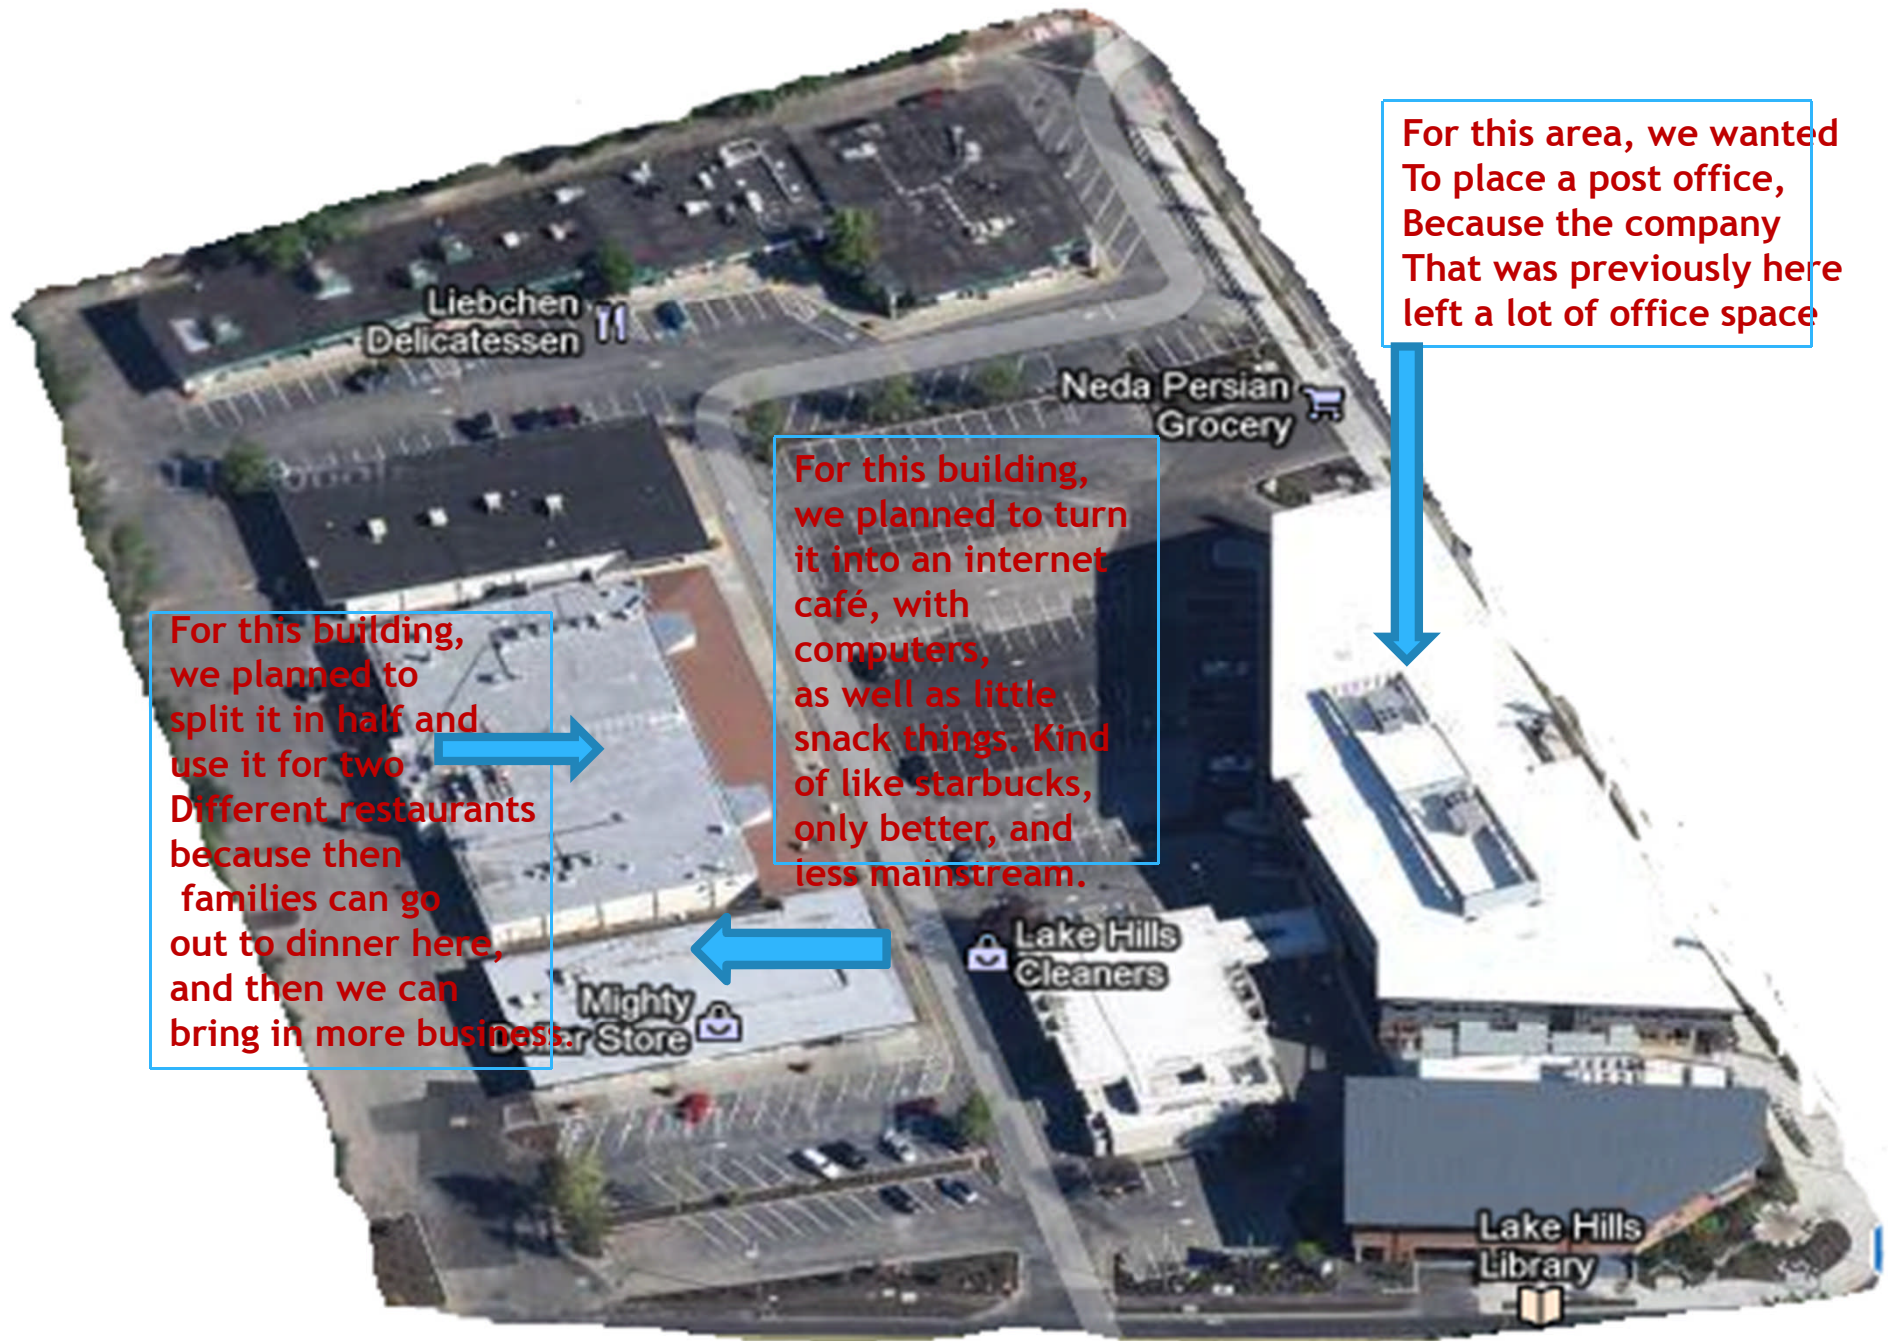 For this area, we wanted
To place a post office,
Because the company
That was previously here
left a lot of office space
Liebchen
Delicatessen
Neda Persian
Grocery
For this building,
we planned to turn
it into an internet
café, with
computers,
as well as little
snack things. Kind
of like starbucks,
only better, and
less mainstream.
For this building,
we planned to
split it in half and
use it for two
Different restaurants
because then
families can go
out to dinner here,
and then we can
bring in more business.
Lake Hills
Cleaners
Mighty
Dollar Store
Lake Hills
Library